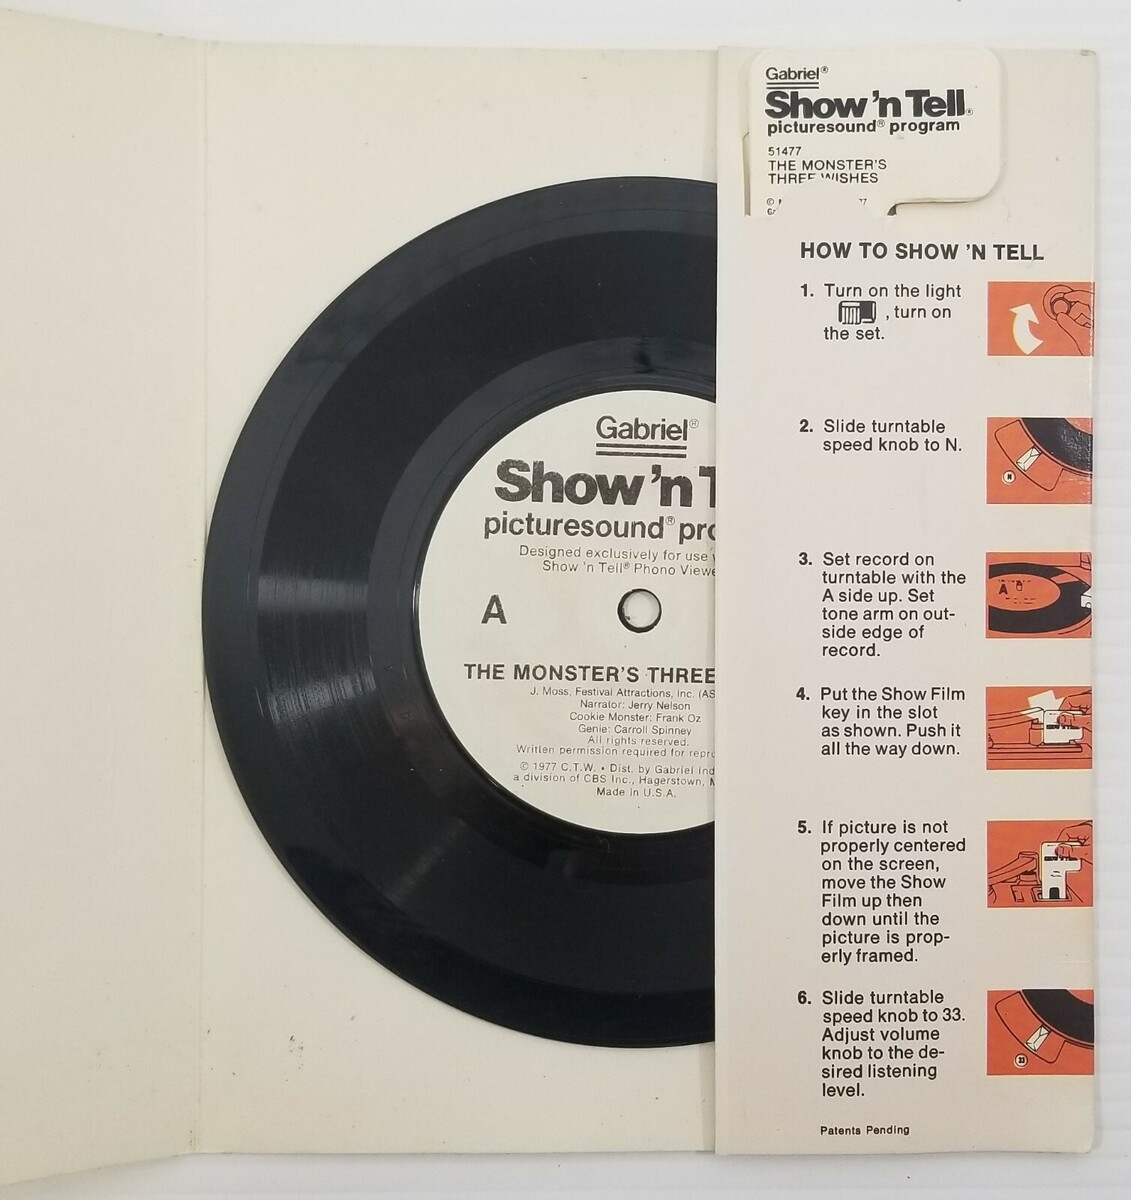 Gabriel®
Show 'n Tell®
picturesound® program
51477
THE MONSTER'S
THREE WISHES
©
HOW TO SHOW 'N TELL
1. Turn on the light
, turn on
the set.
2. Slide turntable
speed knob to N.
N
3. Set record on
turntable with the
A side up. Set
tone arm on out-
side edge of
record.
A
4. Put the Show Film
key in the slot
as shown. Push it
all the way down.
5. If picture is not
properly centered
on the screen,
move the Show
Film up then
down until the
picture is prop-
erly framed.
6. Slide turntable
speed knob to 33.
Adjust volume
knob to the de-
sired listening
level.
33
Patents Pending
Gabriel®
Show 'n
picturesound®
Designed exclusively for use
Show 'n Tell® Phono
A
THE MONSTER'S THREE
J. Moss, Festival Attractions, Inc.
Narrator: Jerry Nelson
Cookie Monster: Frank Oz
Genie: Carroll Spinney
All rights reserved.
Written permission required for
© 1977 C.T.W. • Dist. by Gabriel
a division of CBS Inc., Hagerstown,
Made in U.S.A.